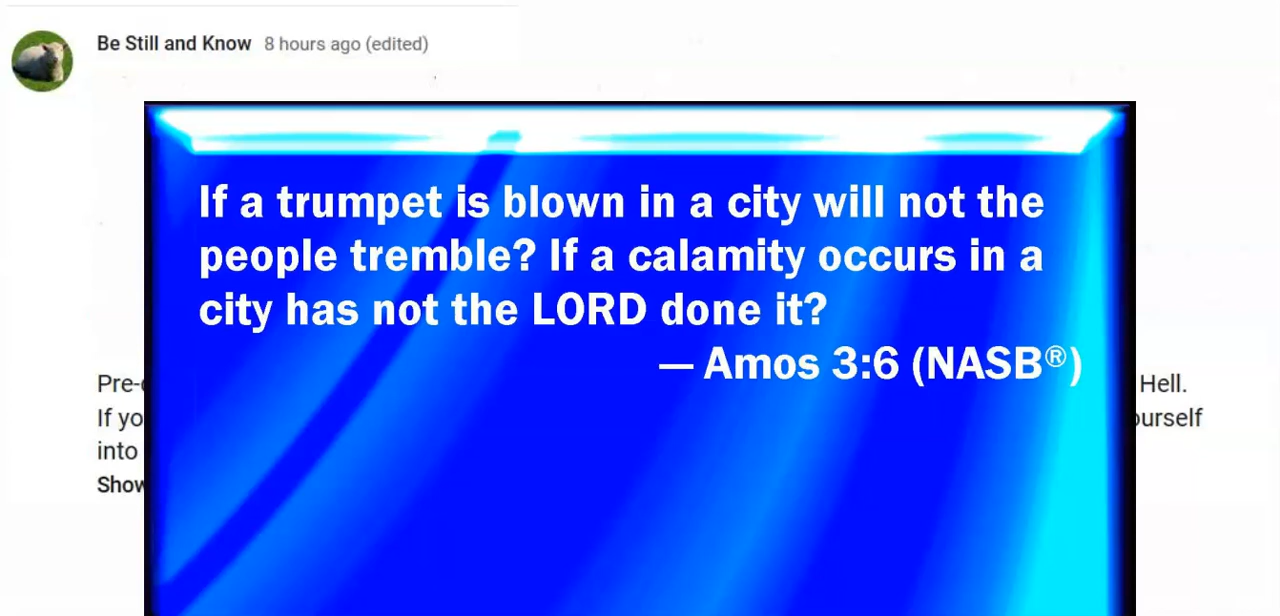 Be Still and Know 8 hours ago (edited)
If a trumpet is blown in a city will not the
people tremble? If a calamity occurs in a
city has not the LORD done it?
— Amos 3:6 (NASB®)
Hell.
If
into